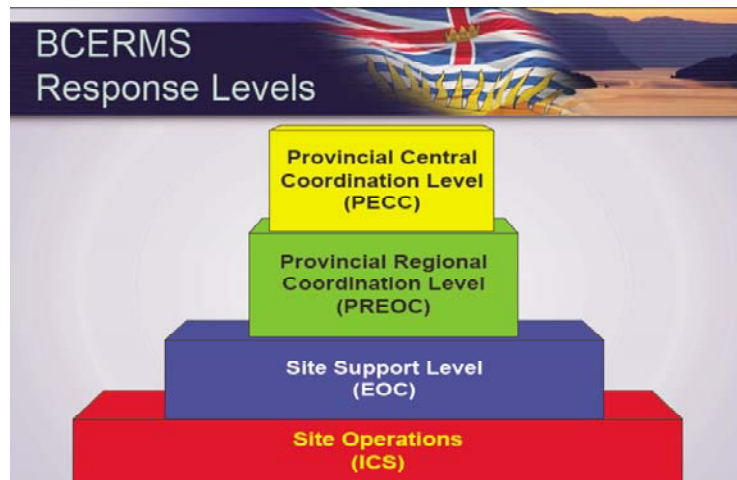 BCERMS
Response Levels
Provincial Central
Coordination Level
(PECC)
Provincial Regional
Coordination Level
(PREOC)
Site Support Level
(EOC)
Site Operations
(ICS)